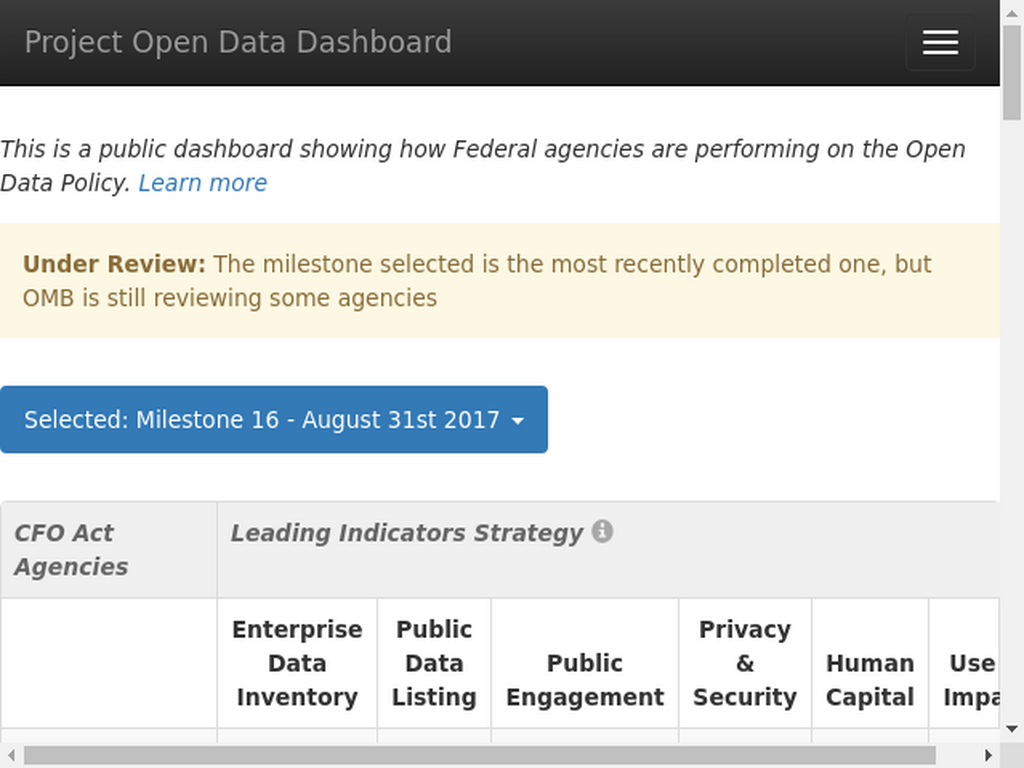 Project Open Data Dashboard
This is a public dashboard showing how Federal agencies are performing on the Open
Data Policy. Learn more
Under Review: The milestone selected is the most recently completed one, but
OMB is still reviewing some agencies
Selected: Milestone 16 - August 31st 2017
CFO Act
Agencies
Leading Indicators Strategy
Enterprise
Data
Inventory
Public
Data
Listing
Public
Engagement
Privacy
&
Security
Human
Capital
Use